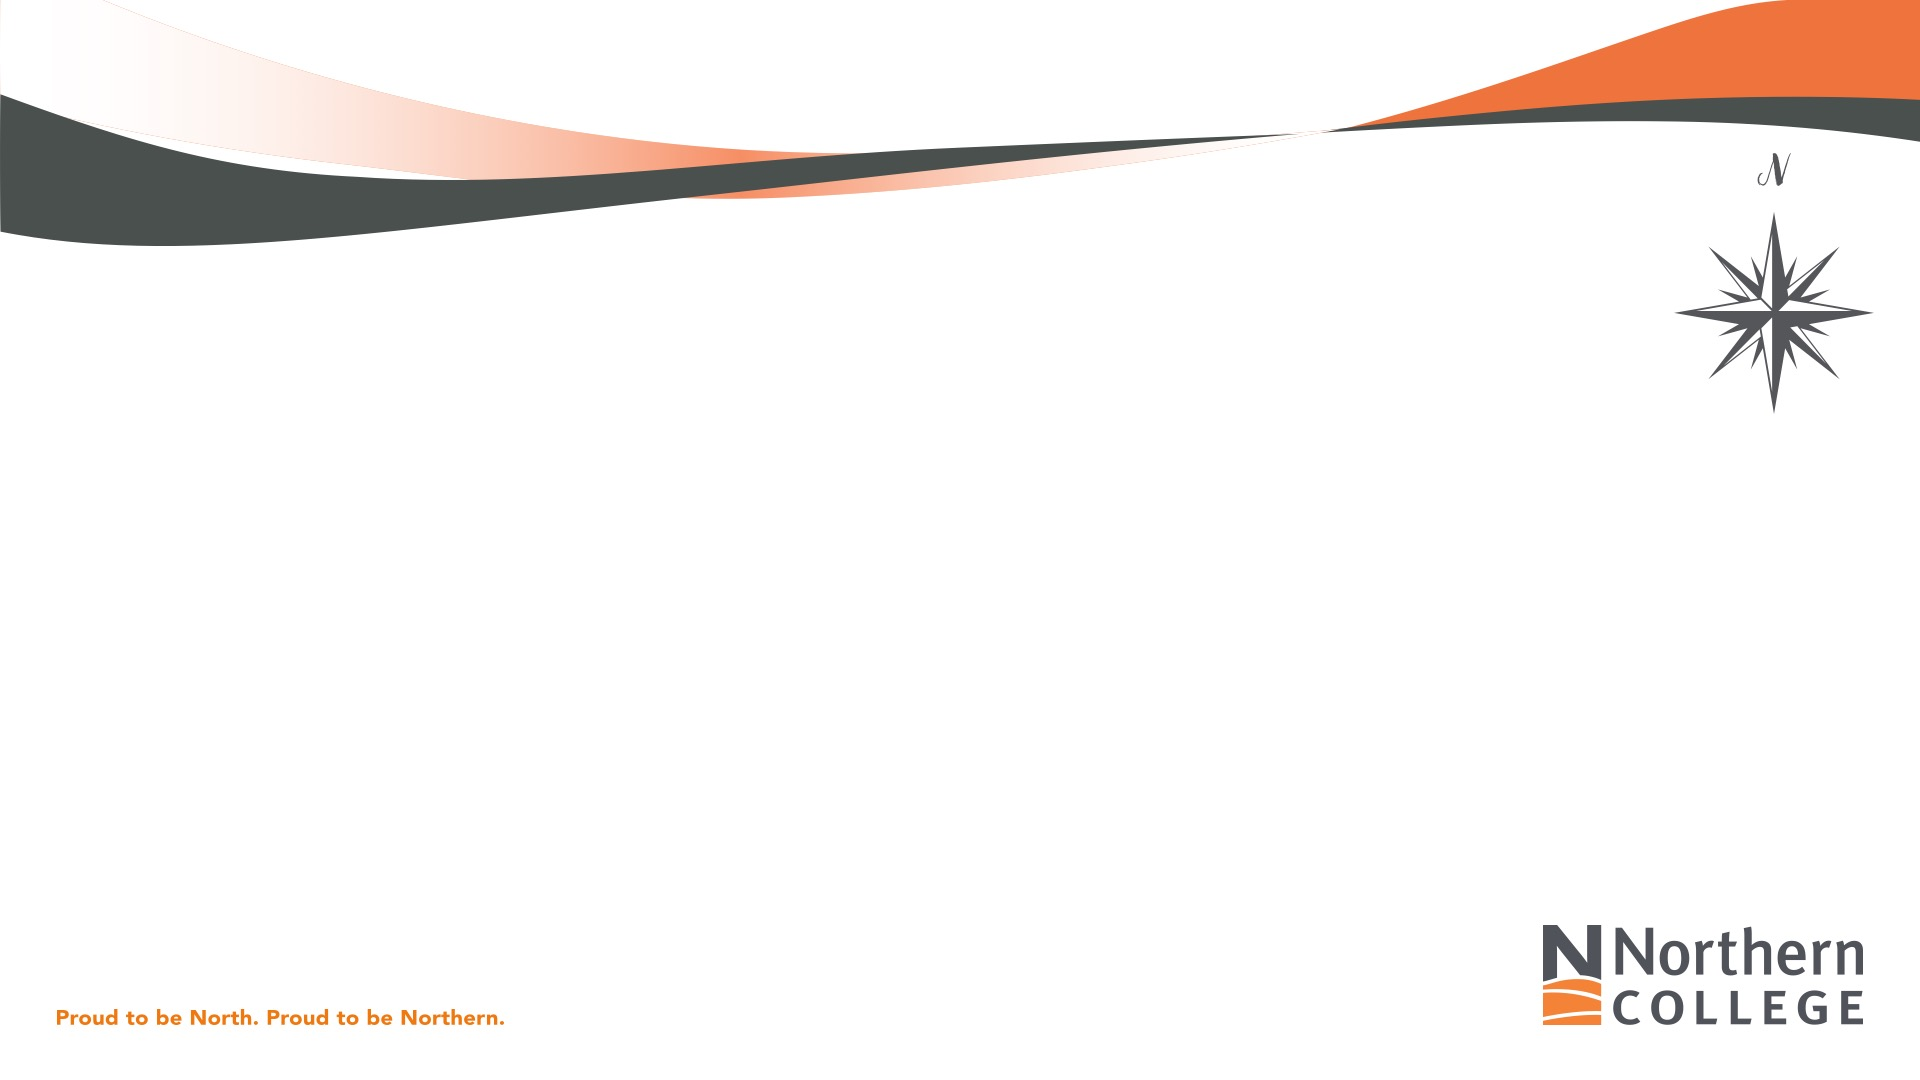 N
Proud to be North. Proud to be Northern.
N Northern
COLLEGE